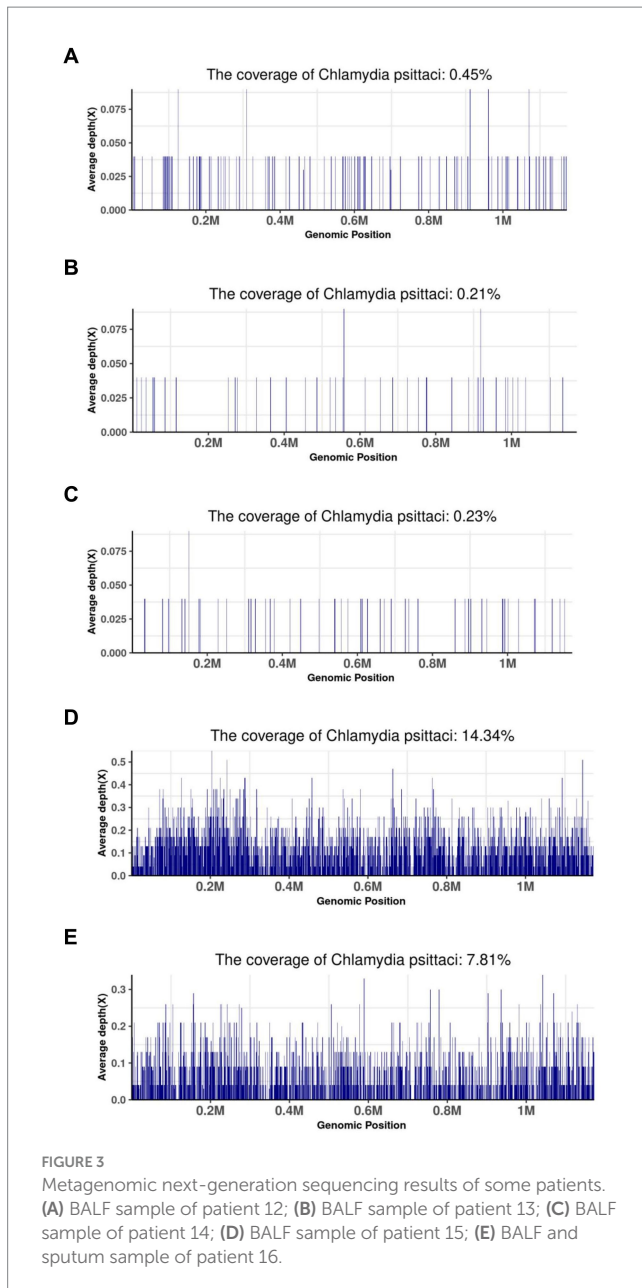 A
The coverage of Chlamydia psittaci: 0.45%
Average depth(X)
0.075
0.050
0.025
0.000
0.2M 0.4M 0.6M 0.8M 1M
Genomic Position
B
The coverage of Chlamydia psittaci: 0.21%
Average depth(X)
0.075
0.050
0.025
0.000
0.2M 0.4M 0.6M 0.8M 1M
Genomic Position
C
The coverage of Chlamydia psittaci: 0.23%
Average depth(X)
0.075
0.050
0.025
0.000
0.2M 0.4M 0.6M 0.8M 1M
Genomic Position
D
The coverage of Chlamydia psittaci: 14.34%
Average depth(X)
0.5
0.4
0.3
0.2
0.1
0.0
0.2M 0.4M 0.6M 0.8M 1M
Genomic Position
E
The coverage of Chlamydia psittaci: 7.81%
Average depth(X)
0.3
0.2
0.1
0.0
0.2M 0.4M 0.6M 0.8M 1M
Genomic Position
FIGURE 3
Metagenomic next-generation sequencing results of some patients.
(A) BALF sample of patient 12; (B) BALF sample of patient 13; (C) BALF
sample of patient 14; (D) BALF sample of patient 15; (E) BALF and
sputum sample of patient 16.